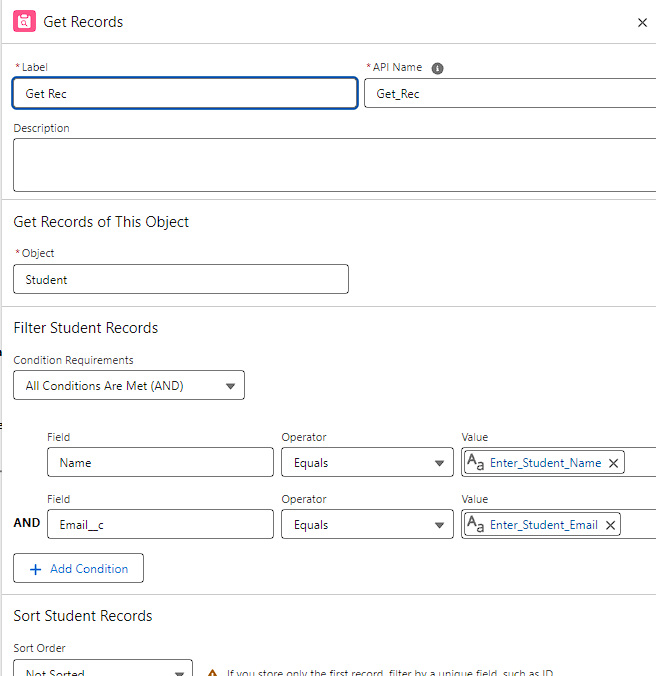 Get Records
* Label
* API Name
Get Rec
Get_Rec
Description
Get Records of This Object
* Object
Student
Filter Student Records
Condition Requirements
All Conditions Are Met (AND)
Field Operator Value
Name Equals Aa Enter_Student_Name
Field Operator Value
AND Email__c Equals Aa Enter_Student_Email
+ Add Condition
Sort Student Records
Sort Order
Not Sorted
If you store only the first record, filter by a unique field, such as ID.